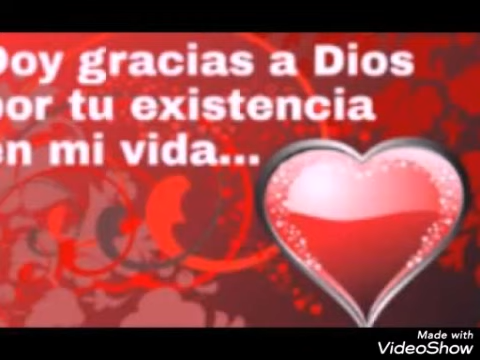 Doy gracias a Dios
por tu existencia
en mi vida...
Made with
VideoShow